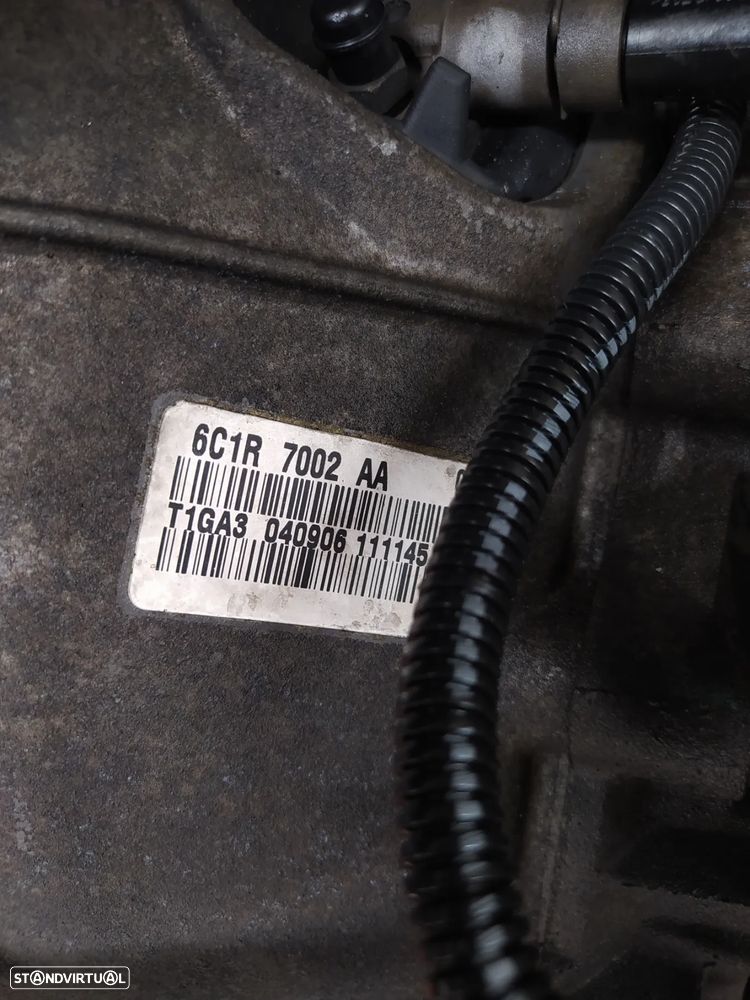 6C1R 7002 AA
T1GA3 040906 111145
STANDVIRTUAL